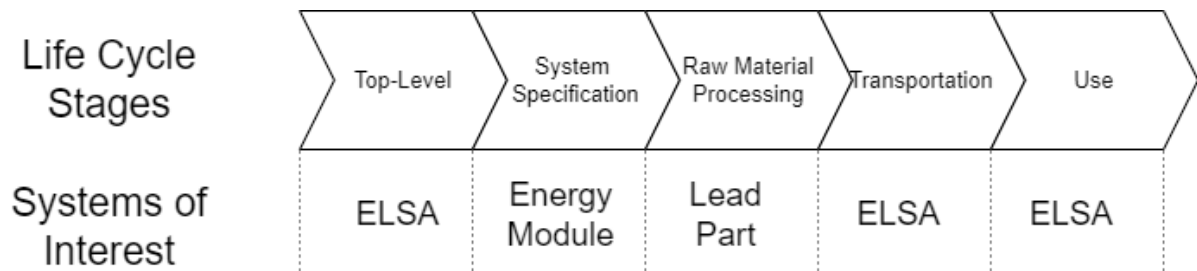 Life Cycle
Stages
Top-Level
System
Specification
Raw Material
Processing
Transportation
Use
Systems of
Interest
ELSA
Energy
Module
Lead
Part
ELSA
ELSA